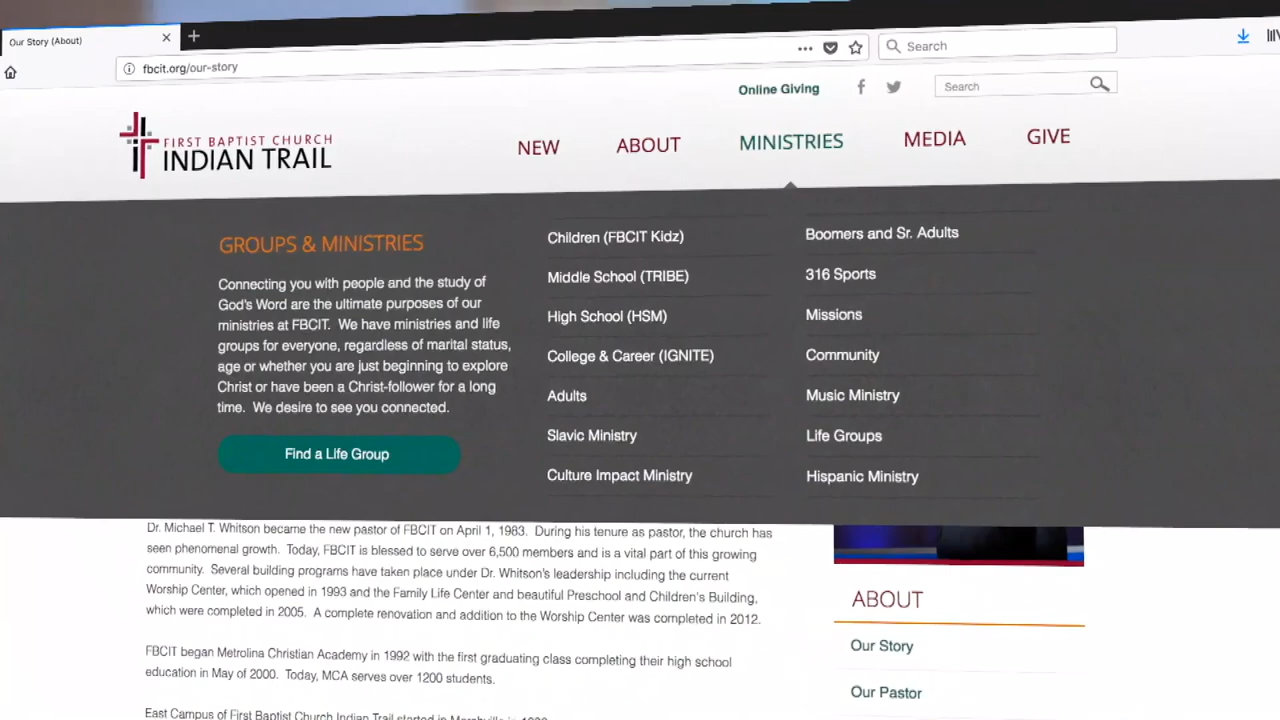 Our Story (About)
fbcit.org/our-story
Search
Online Giving
Search
FIRST BAPTIST CHURCH
INDIAN TRAIL
NEW
ABOUT
MINISTRIES
MEDIA
GIVE
GROUPS & MINISTRIES
Connecting you with people and the study of
God's Word are the ultimate purposes of our
ministries at FBCIT. We have ministries and life
groups for everyone, regardless of marital status,
age or whether you are just beginning to explore
Christ or have been a Christ-follower for a long
time. We desire to see you connected.
Find a Life Group
Children (FBCIT Kidz)
Middle School (TRIBE)
High School (HSM)
College & Career (IGNITE)
Adults
Slavic Ministry
Culture Impact Ministry
Boomers and Sr. Adults
316 Sports
Missions
Community
Music Ministry
Life Groups
Hispanic Ministry
Dr. Michael T. Whitson became the new pastor of FBCIT on April 1, 1983. During his tenure as pastor, the church has
seen phenomenal growth. Today, FBCIT is blessed to serve over 6,500 members and is a vital part of this growing
community. Several building programs have taken place under Dr. Whitson's leadership including the current
Worship Center, which opened in 1993 and the Family Life Center and beautiful Preschool and Children's Building,
which were completed in 2005. A complete renovation and addition to the Worship Center was completed in 2012.
FBCIT began Metrolina Christian Academy in 1992 with the first graduating class completing their high school
education in May of 2000. Today, MCA serves over 1200 students.
East Campus of First Baptist Church Indian Trail started in Marshville in
ABOUT
Our Story
Our Pastor